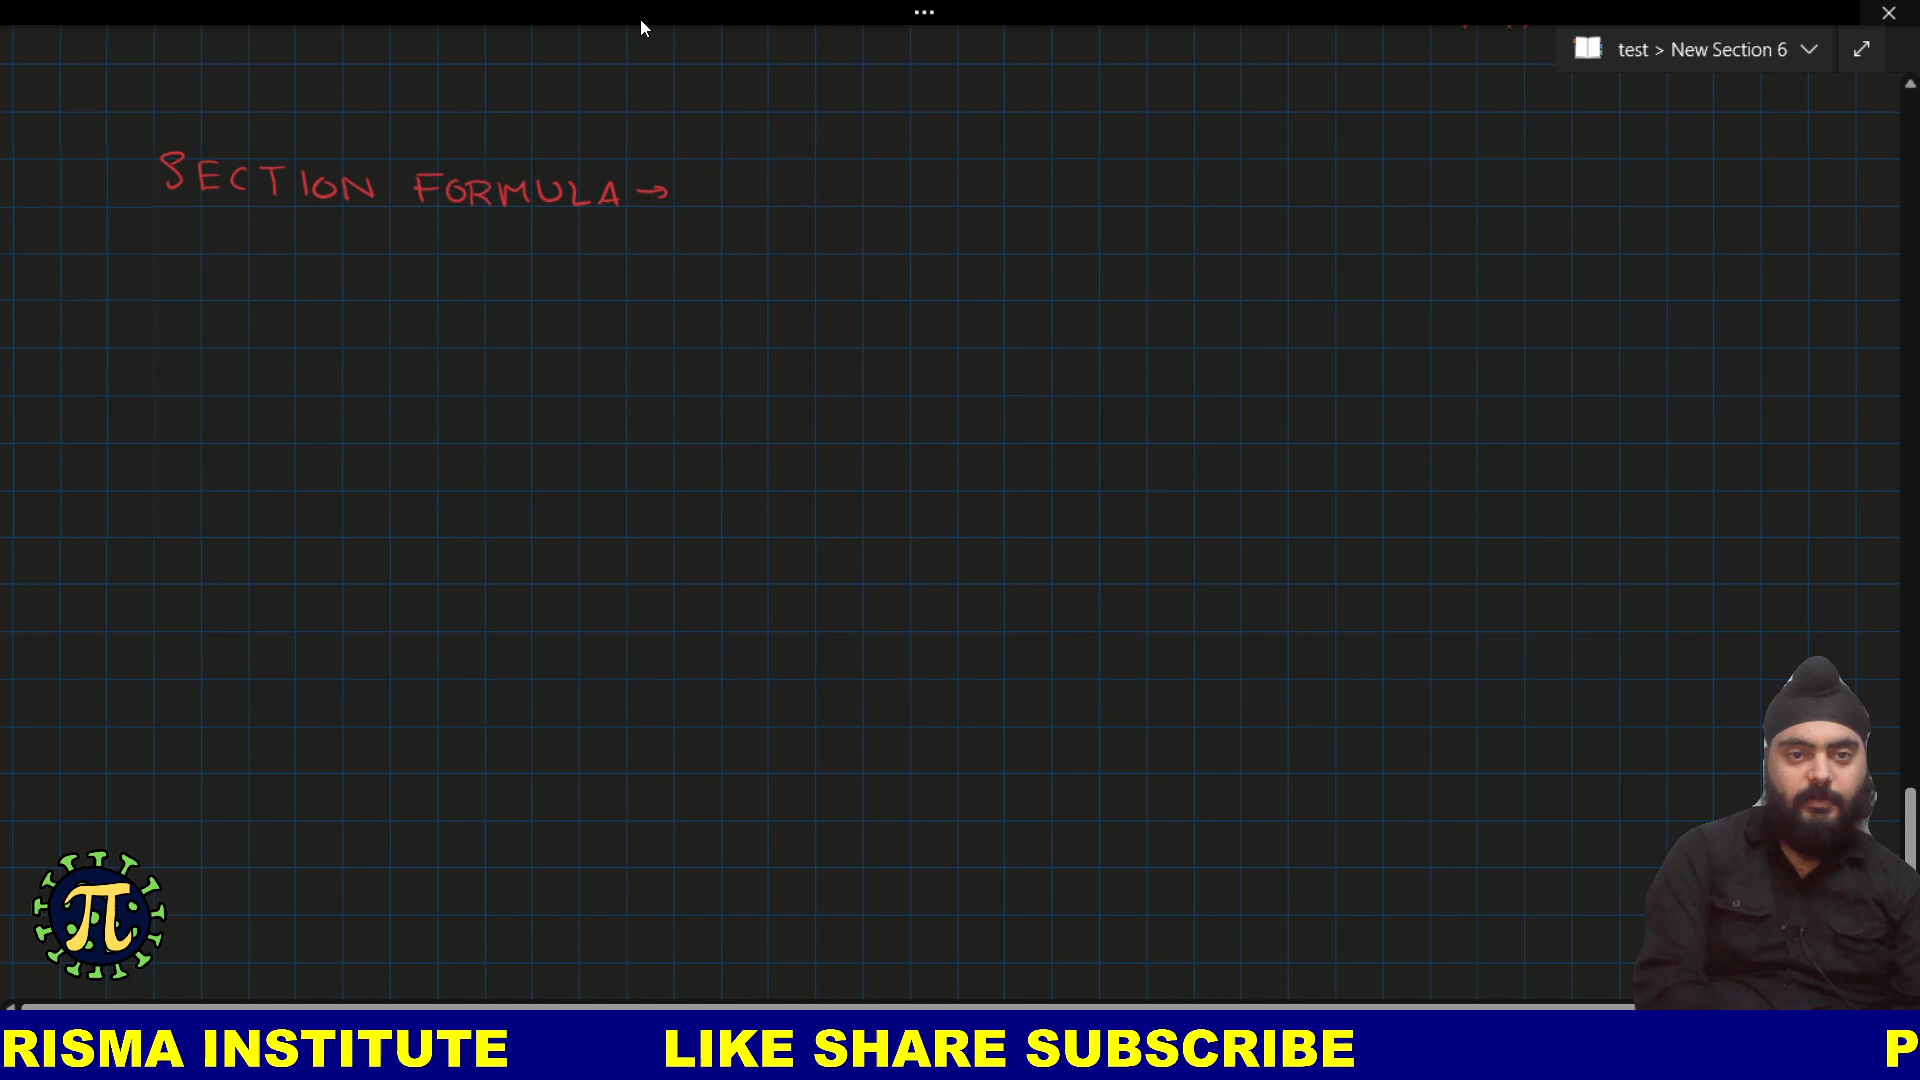 test > New Section 6
SECTION FORMULA →
π
RISMA INSTITUTE LIKE SHARE SUBSCRIBE P